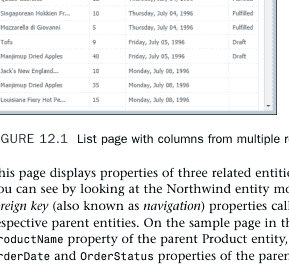 Singaporean Hokkien Fr... 10 Thursday, July 04, 1996 Fulfilled
Mozzarella di Giovanni 5 Thursday, July 04, 1996 Fulfilled
Tofu 9 Friday, July 05, 1996 Draft
Manjimup Dried Apples 40 Friday, July 05, 1996 Draft
Jack's New England... 10 Monday, July 08, 1996
Manjimup Dried Apples 35 Monday, July 08, 1996
Louisiana Fiery Hot Pe... 15 Monday, July 08, 1996
GURE 12.1 List page with columns from multiple r
his page displays properties of three related entitie
ou can see by looking at the Northwind entity mo
reign key (also known as navigation) properties cal
espective parent entities. On the sample page in th
roductName property of the parent Product entity,
rderDate and OrderStatus properties of the paren